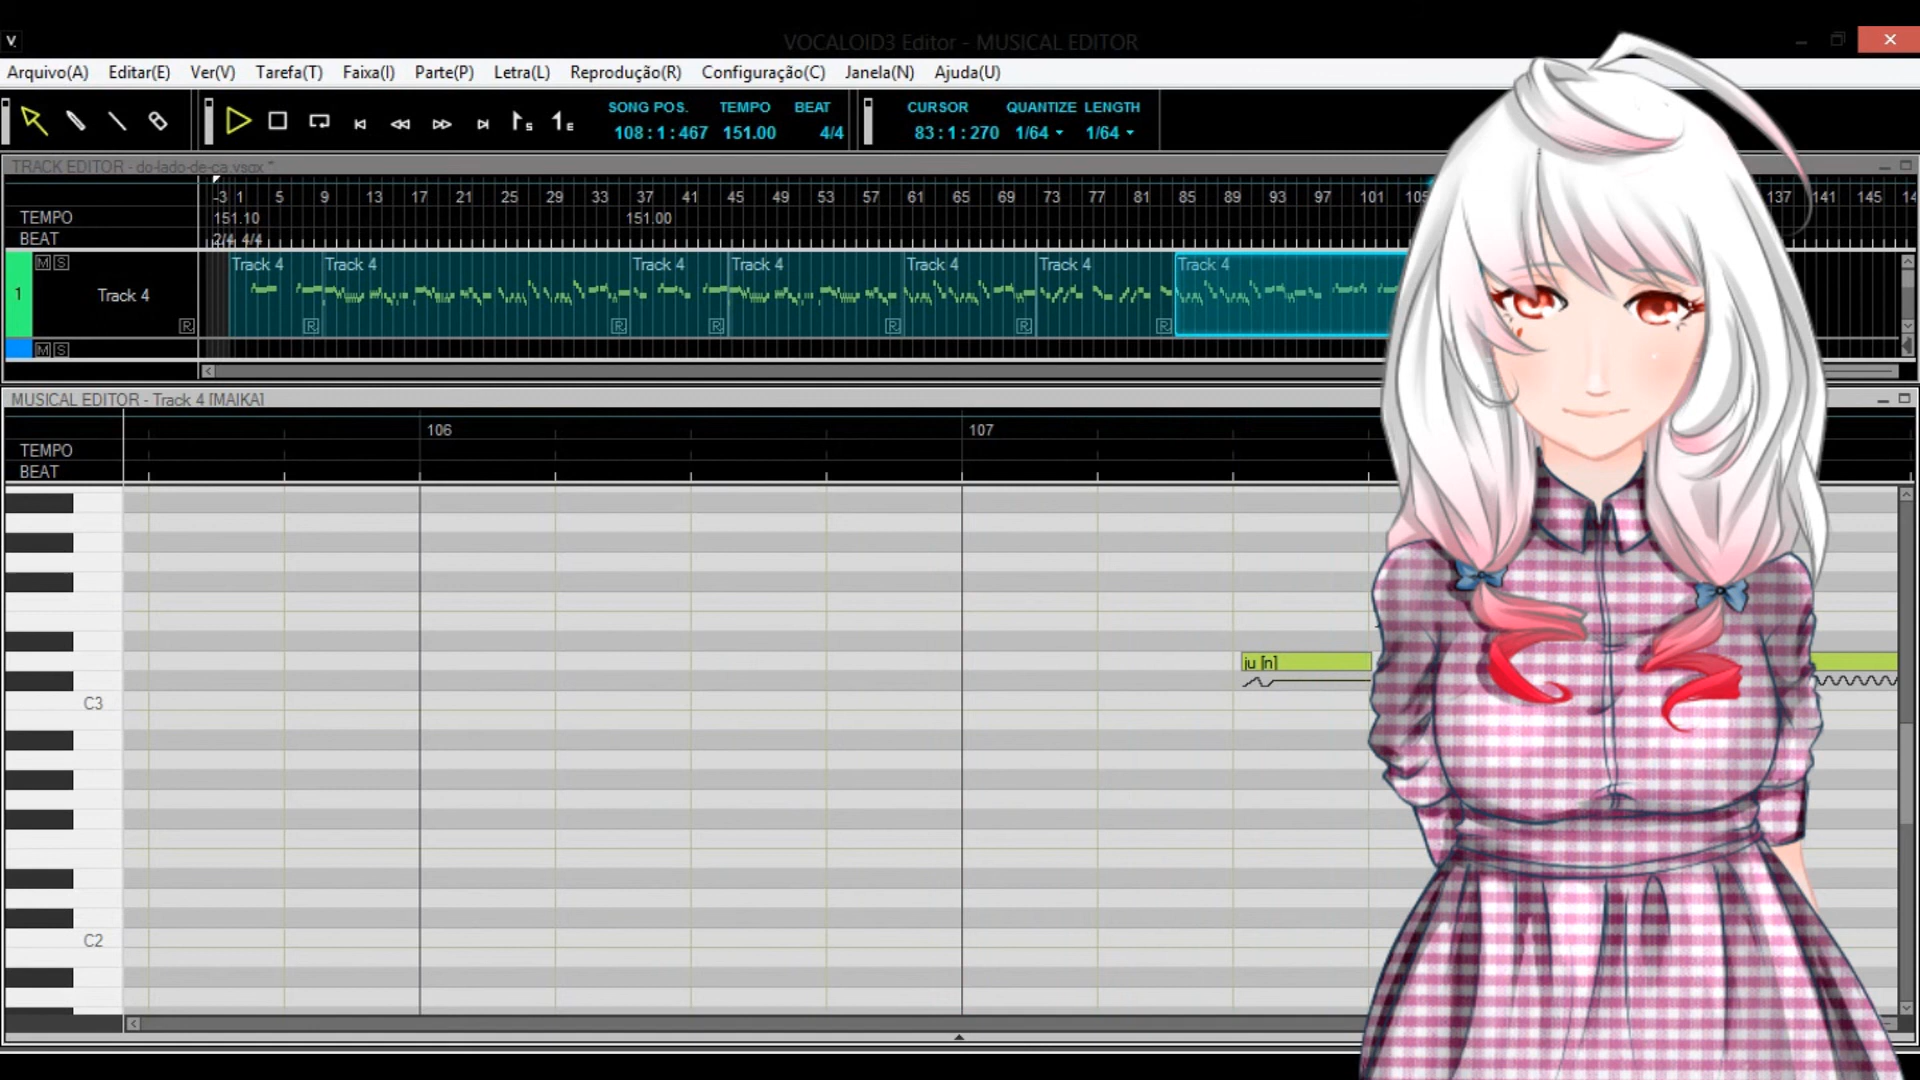 VOCALOID3 Editor - MUSICAL EDITOR
Arquivo(A) Editar(E) Ver(V) Tarefa(T) Faixa(I) Parte(P) Letra(L) Reprodução(R) Configuração(C) Janela(N) Ajuda(U)
SONG POS. TEMPO BEAT CURSOR QUANTIZE LENGTH
108 : 1 : 467 151.00 4/4 83 : 1 : 270 1/64 1/64
TRACK EDITOR - do-lado-de-ca.vsqx *
-3 1 5 9 13 17 21 25 29 33 37 41 45 49 53 57 61 65 69 73 77 81 85 89 93 97 101 137 141 145
TEMPO 151.10 151.00
BEAT 2/4 4/4
M S Track 4 Track 4 Track 4 Track 4 Track 4 Track 4 Track 4
1 Track 4
R R R R R R R
M S
MUSICAL EDITOR - Track 4 [MAIKA]
106 107
TEMPO
BEAT
ju [n]
C3
C2